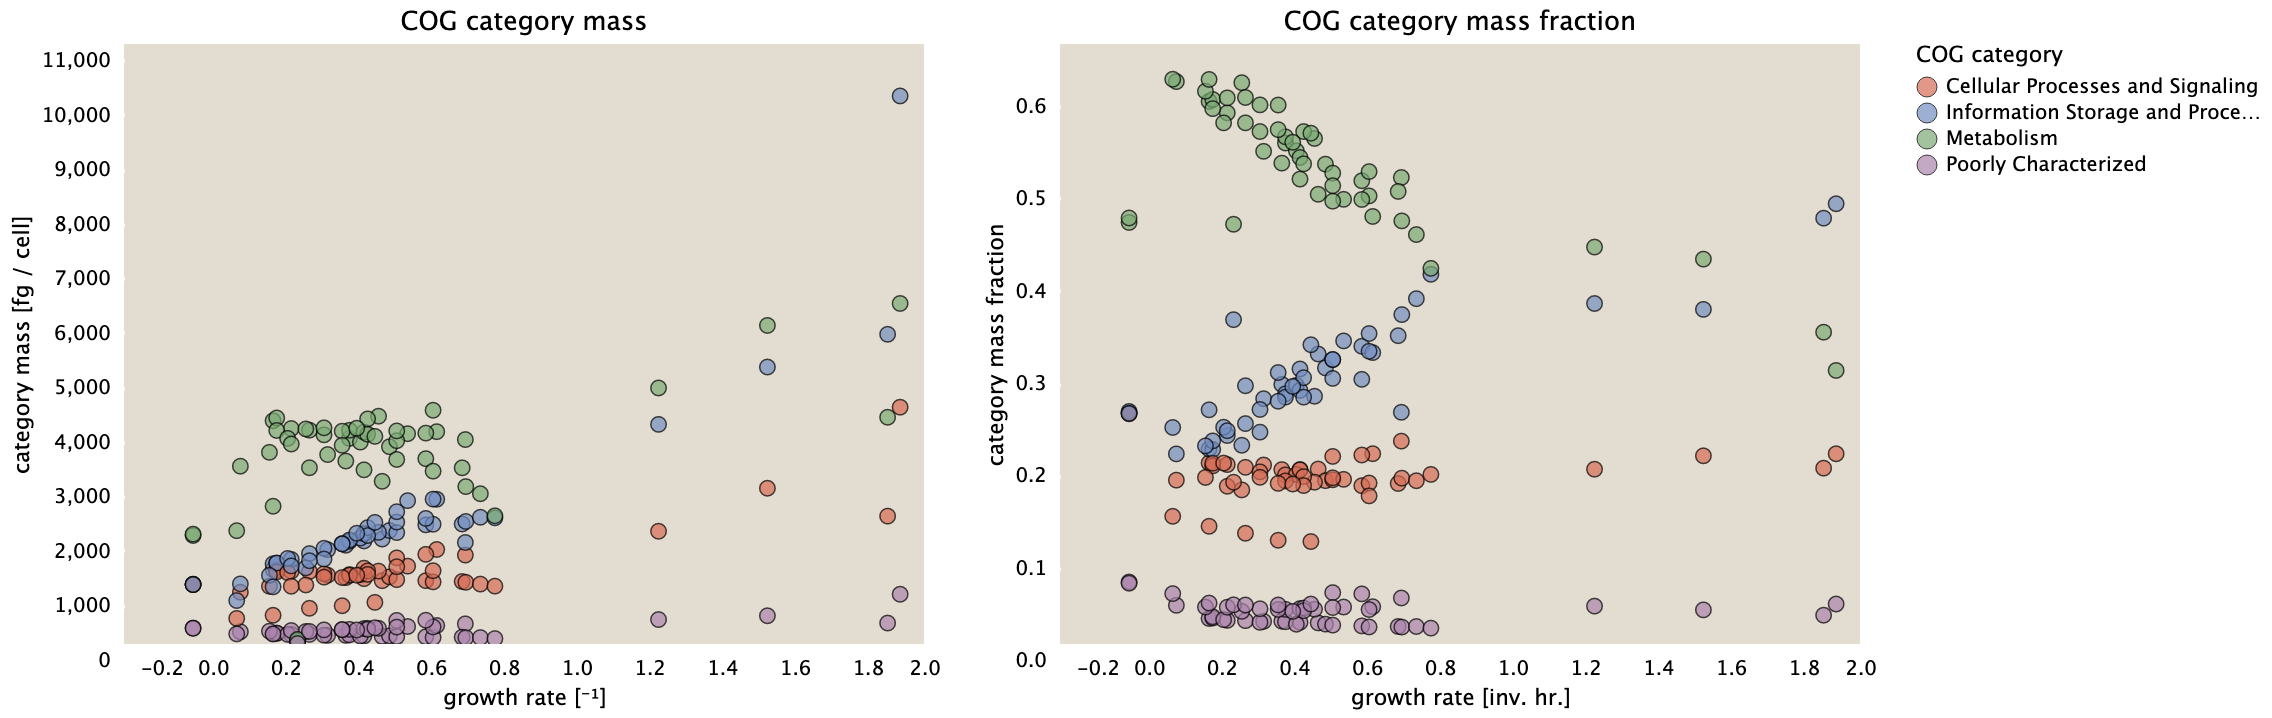 COG category mass
11,000
10,000
9,000
8,000
7,000
6,000
5,000
4,000
3,000
2,000
1,000
0
category mass [fg / cell]
−0.2 0.0 0.2 0.4 0.6 0.8 1.0 1.2 1.4 1.6 1.8 2.0
growth rate [⁻¹]
COG category mass fraction
0.6
0.5
0.4
0.3
0.2
0.1
0.0
category mass fraction
−0.2 0.0 0.2 0.4 0.6 0.8 1.0 1.2 1.4 1.6 1.8 2.0
growth rate [inv. hr.]
COG category
Cellular Processes and Signaling
Information Storage and Proce…
Metabolism
Poorly Characterized